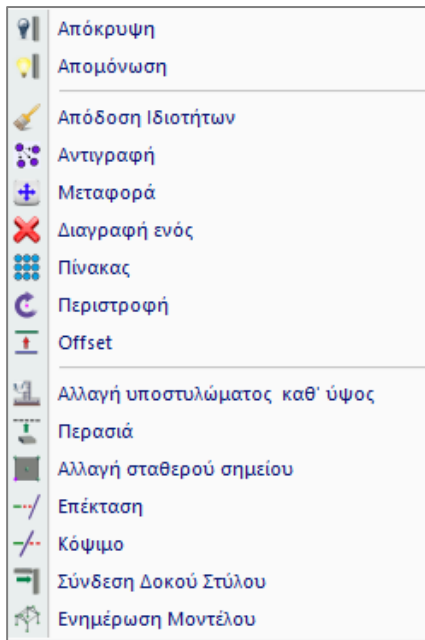 Απόκρυψη
Απομόνωση
Απόδοση Ιδιοτήτων
Αντιγραφή
Μεταφορά
Διαγραφή ενός
Πίνακας
Περιστροφή
Offset
Αλλαγή υποστυλώματος καθ' ύψος
Περασιά
Αλλαγή σταθερού σημείου
Επέκταση
Κόψιμο
Σύνδεση Δοκού Στύλου
Ενημέρωση Μοντέλου